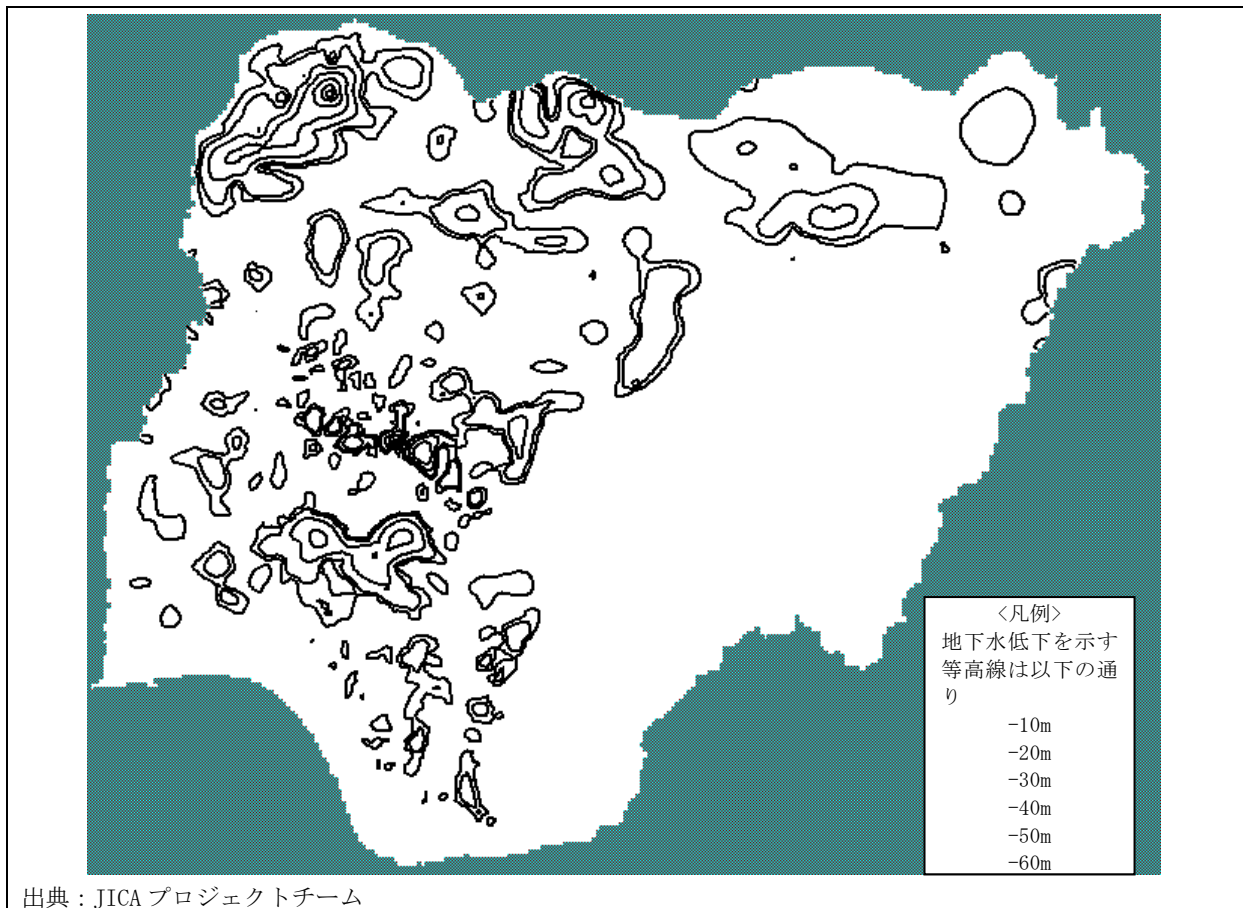 <凡例>
地下水低下を示す
等高線は以下の通
り
-10m
-20m
-30m
-40m
-50m
-60m
出典：JICAプロジェクトチーム